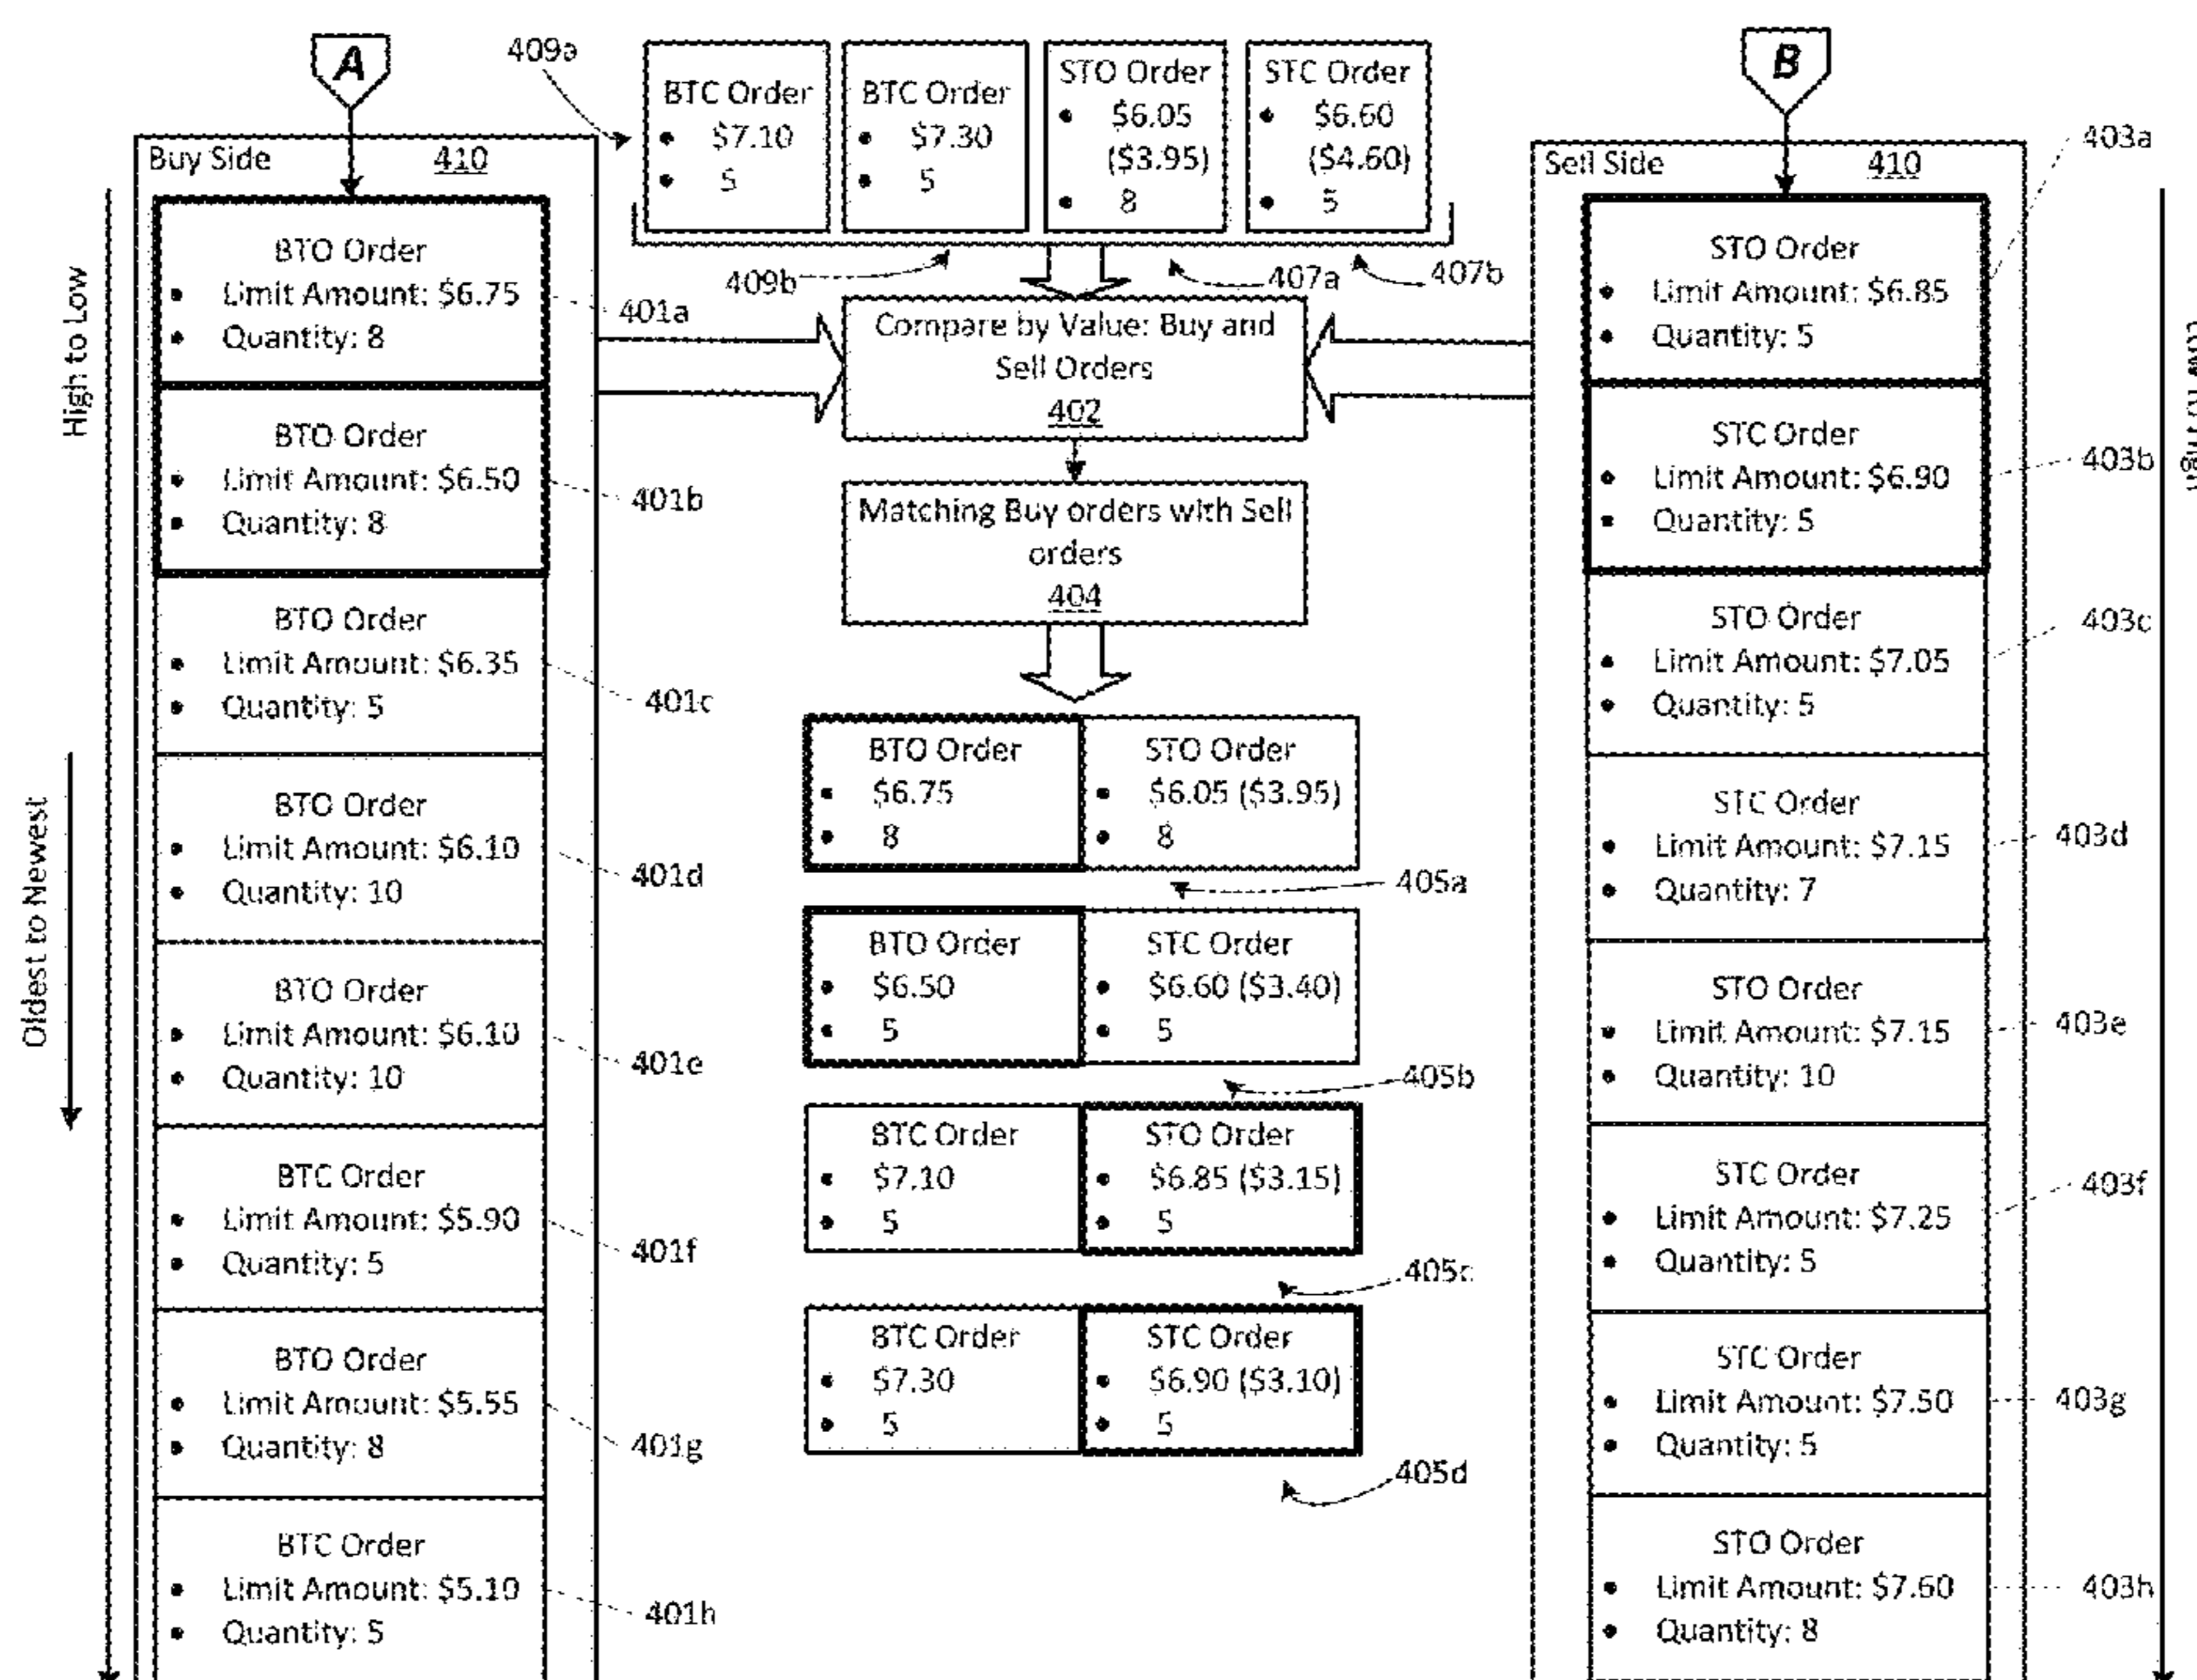 A
Buy Side 410
High to Low
Oldest to Newest
BTO Order
Limit Amount: $6.75
Quantity: 8
401a
BTO Order
Limit Amount: $6.50
Quantity: 8
401b
BTO Order
Limit Amount: $6.35
Quantity: 5
401c
BTO Order
Limit Amount: $6.10
Quantity: 10
401d
BTO Order
Limit Amount: $6.10
Quantity: 10
401e
BTC Order
Limit Amount: $5.90
Quantity: 5
401f
BTO Order
Limit Amount: $5.55
Quantity: 8
401g
BTC Order
Limit Amount: $5.10
Quantity: 5
401h
409a
BTC Order
$7.10
5
BTC Order
$7.30
5
STO Order
$6.05
($3.95)
8
STC Order
$6.60
($4.60)
5
409b
407a
407b
Compare by Value: Buy and
Sell Orders
402
Matching Buy orders with Sell
orders
404
BTO Order
$6.75
8
STO Order
$6.05 ($3.95)
8
405a
BTO Order
$6.50
5
STC Order
$6.60 ($3.40)
5
405b
BTC Order
$7.10
5
STO Order
$6.85 ($3.15)
5
405c
BTC Order
$7.30
5
STC Order
$6.90 ($3.10)
5
405d
B
Sell Side 410
STO Order
Limit Amount: $6.85
Quantity: 5
403a
STC Order
Limit Amount: $6.90
Quantity: 5
403b
STO Order
Limit Amount: $7.05
Quantity: 5
403c
STC Order
Limit Amount: $7.15
Quantity: 7
403d
STO Order
Limit Amount: $7.15
Quantity: 10
403e
STC Order
Limit Amount: $7.25
Quantity: 5
403f
STC Order
Limit Amount: $7.50
Quantity: 5
403g
STO Order
Limit Amount: $7.60
Quantity: 8
403h